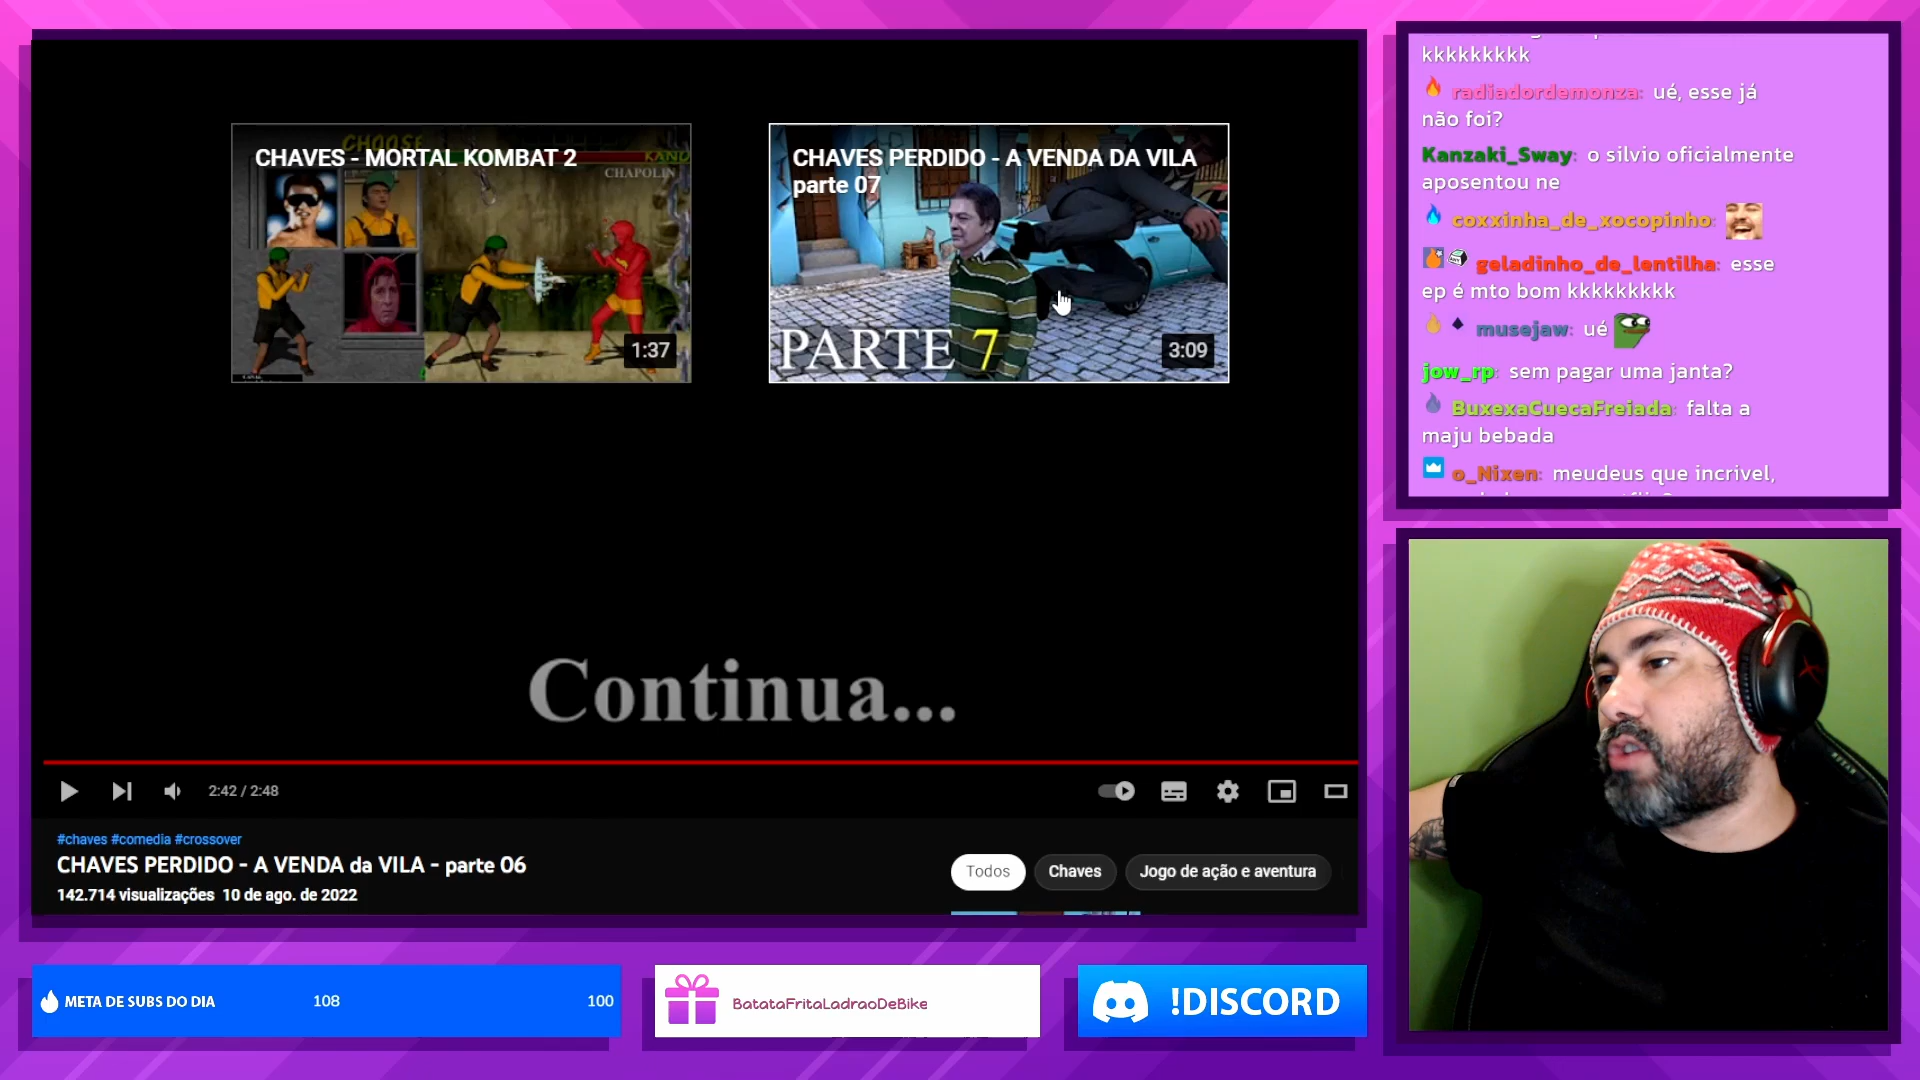 CHAVES - MORTAL KOMBAT 2
CHOOSE
KANO
CHAPOLIN
1:37
CHAVES PERDIDO - A VENDA DA VILA
parte 07
PARTE 7
3:09
Continua...
2:42 / 2:48
#chaves #comedia #crossover
CHAVES PERDIDO - A VENDA da VILA - parte 06
142.714 visualizações 10 de ago. de 2022
Todos
Chaves
Jogo de ação e aventura
kkkkkkkkk
radiadordemonza: ué, esse já
não foi?
Kanzaki_Sway: o silvio oficialmente
aposentou ne
coxxinha_de_xocopinho:
geladinho_de_lentilha: esse
ep é mto bom kkkkkkkkk
musejaw: ué
jow_rp: sem pagar uma janta?
BuxexaCuecaFreiada: falta a
maju bebada
o_Nixen: meudeus que incrivel,
META DE SUBS DO DIA 108 100
BatataFritaLadraoDeBike
!DISCORD